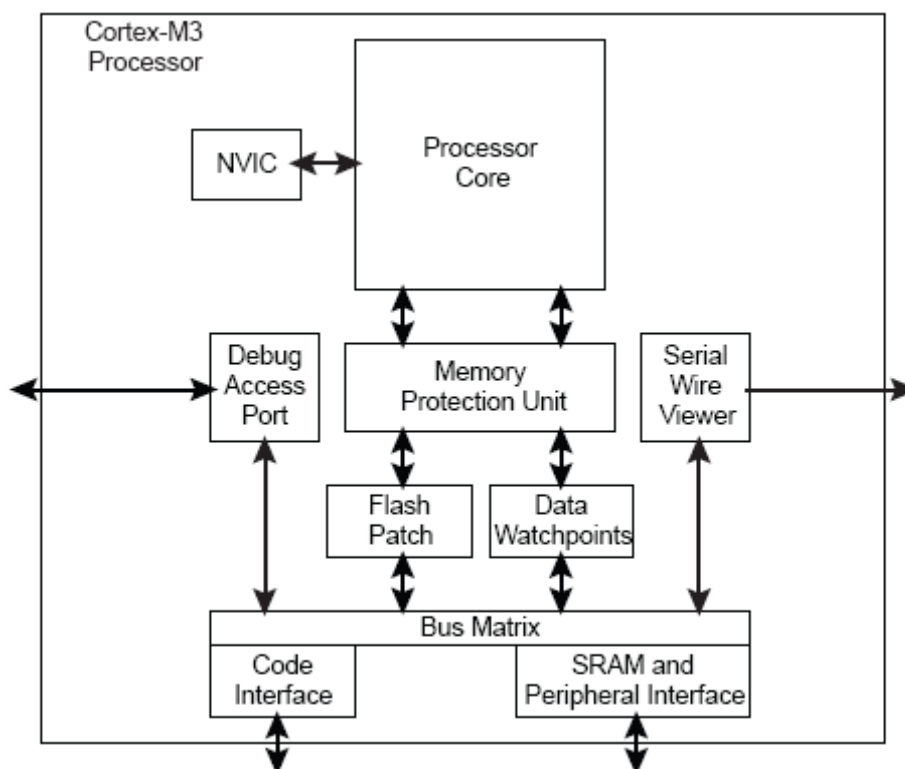 Cortex-M3
Processor
Processor
Core
NVIC
Debug
Access
Port
Memory
Protection Unit
Serial
Wire
Viewer
Flash
Patch
Data
Watchpoints
Bus Matrix
Code
Interface
SRAM and
Peripheral Interface